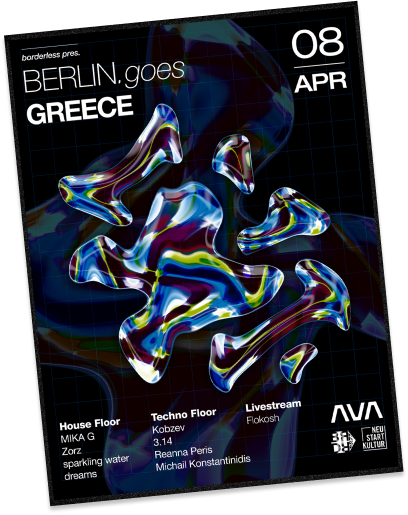 borderless pres.
BERLIN.goes
GREECE
08
APR
House Floor
MIKA G
Zorz
sparkling water
dreams
Techno Floor
Kobzev
3.14
Reanna Peris
Michail Konstantinidis
Livestream
Flokosh
AVA
NEU
START
KULTUR